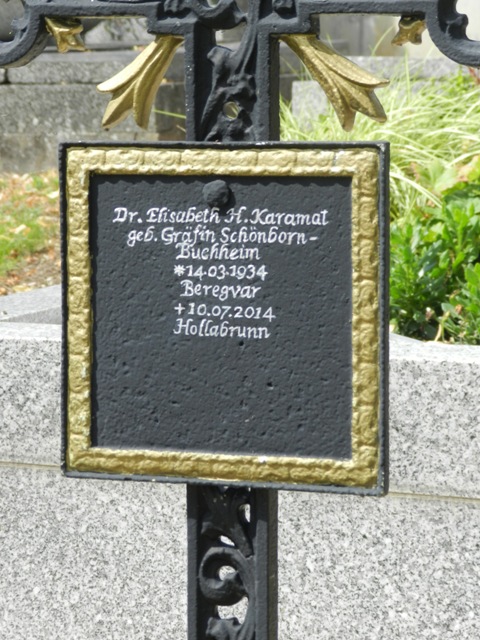 Dr. Elisabeth H. Karamat
geb. Gräfin Schönborn-
Buchheim
*14.03.1934
Beregvar
+10.07.2014
Hollabrunn